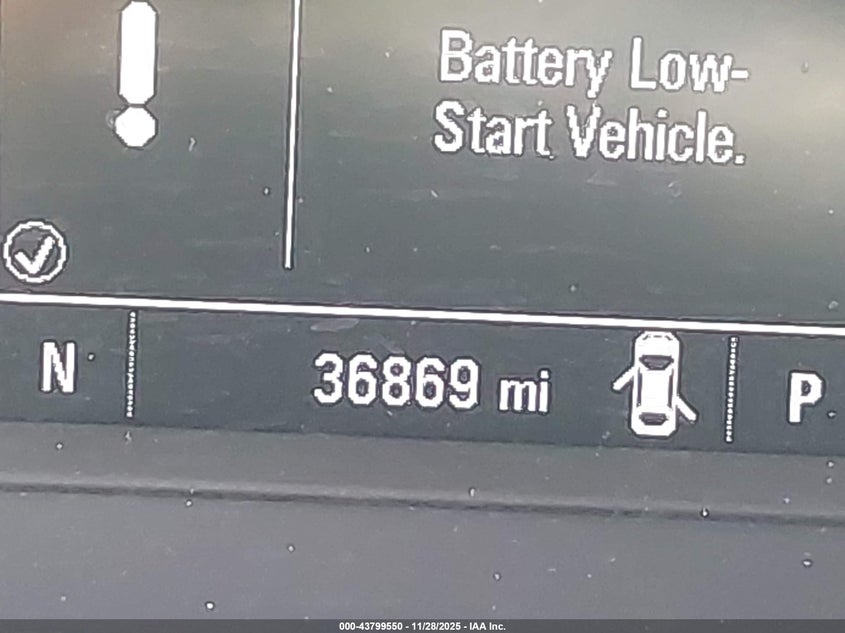 Battery Low-
Start Vehicle.
N
36869 mi
P
000-43799550 - 11/28/2025 - IAA Inc.